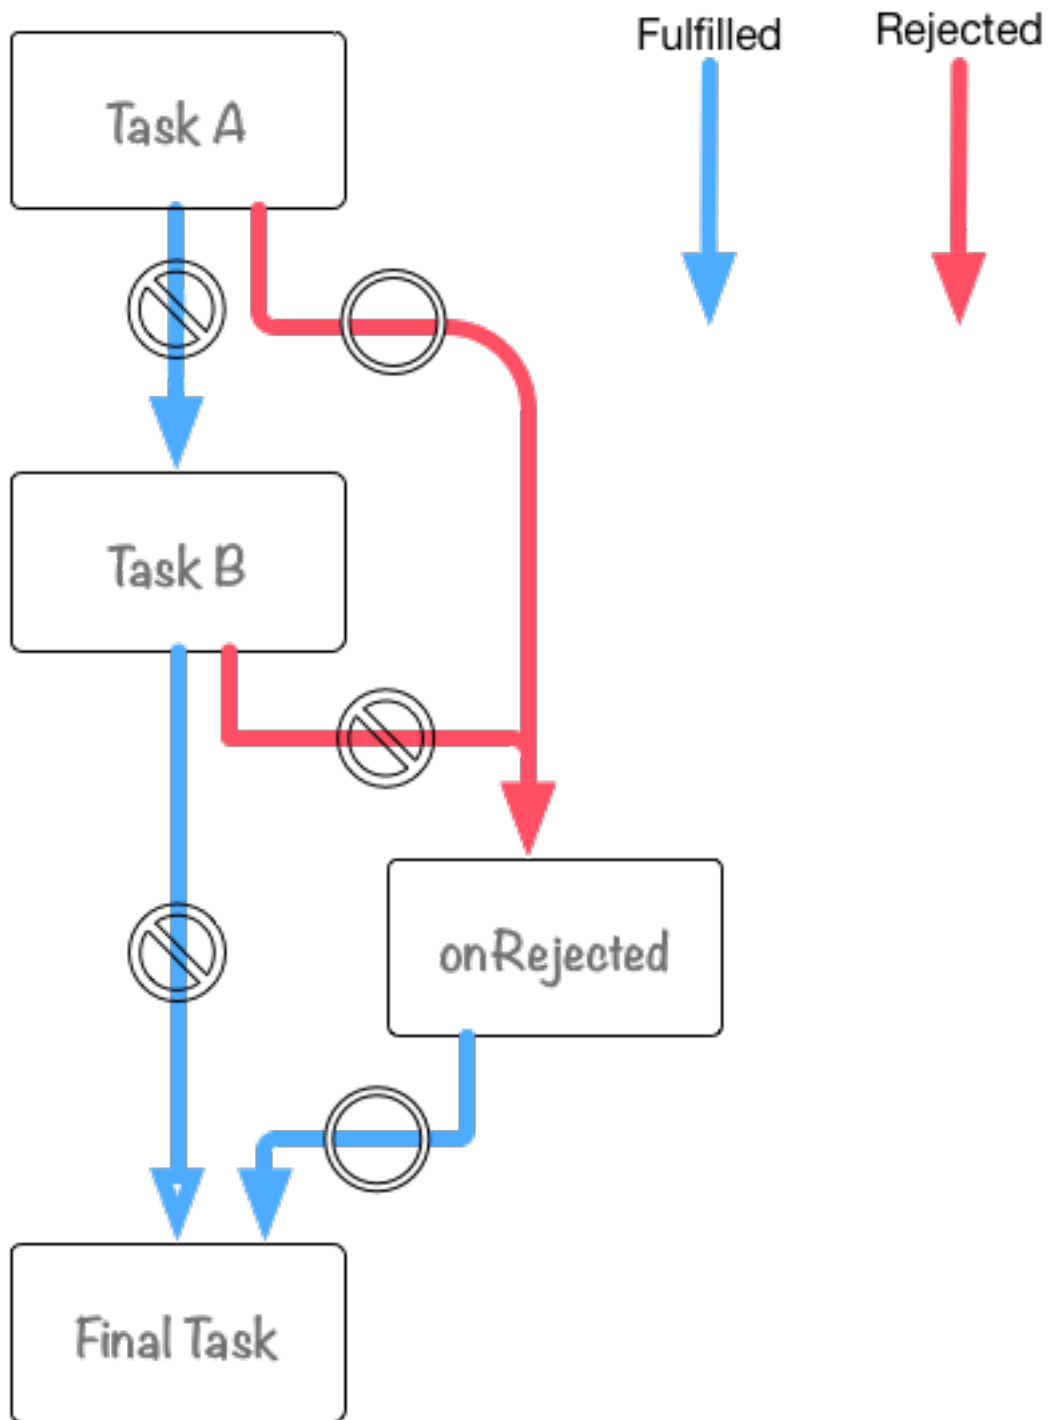 Fulfilled
Rejected
Task A
Task B
onRejected
Final Task